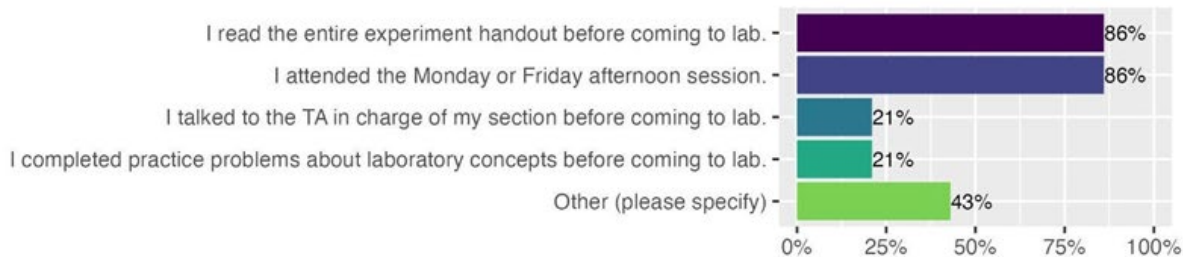 I read the entire experiment handout before coming to lab. 86%
I attended the Monday or Friday afternoon session. 86%
I talked to the TA in charge of my section before coming to lab. 21%
I completed practice problems about laboratory concepts before coming to lab. 21%
Other (please specify) 43%
0% 25% 50% 75% 100%